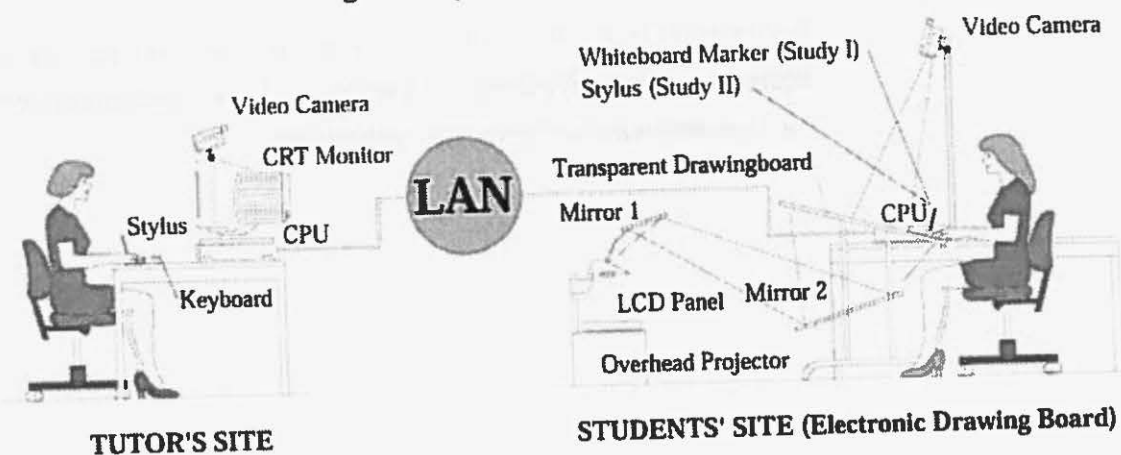 Video Camera
Whiteboard Marker (Study I)
Stylus (Study II)
Video Camera
CRT Monitor
LAN
Transparent Drawingboard
Mirror 1
CPU
Stylus
CPU
Keyboard
LCD Panel
Mirror 2
Overhead Projector
TUTOR'S SITE
STUDENTS' SITE (Electronic Drawing Board)